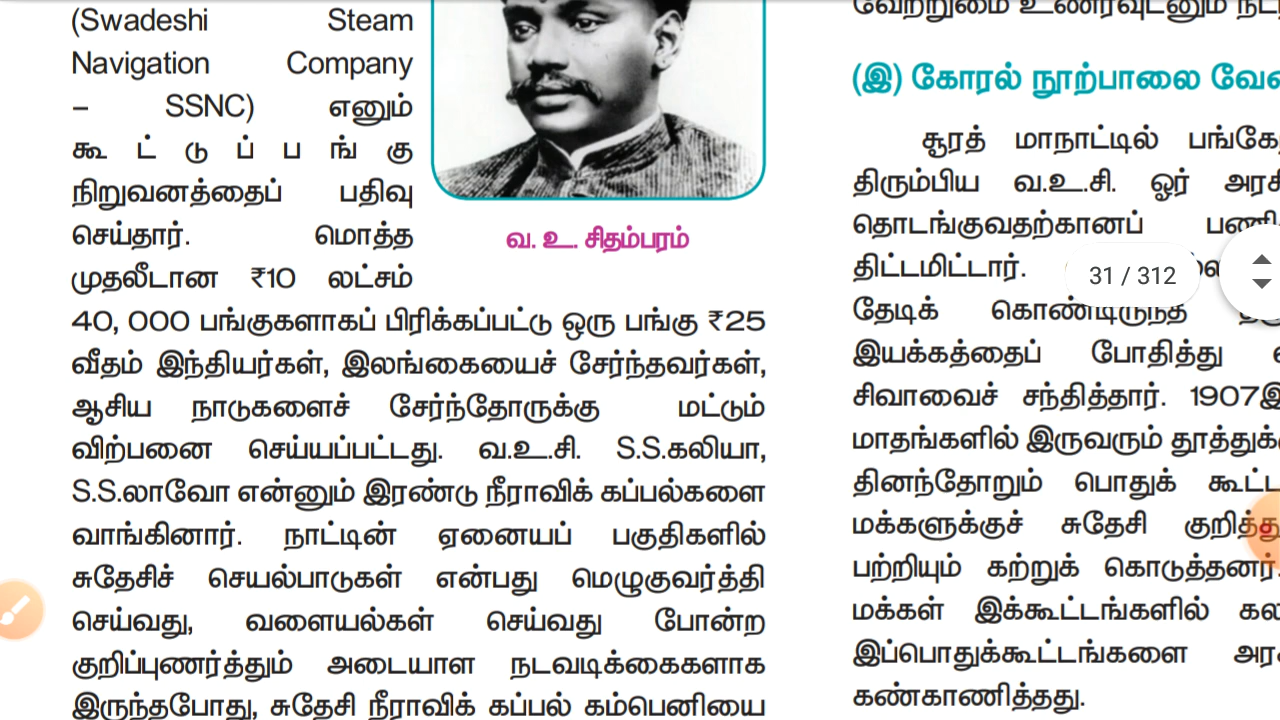 (Swadeshi Steam
Navigation Company
– SSNC) எனும்
கூ ட் டு ப் ப ங் கு
நிறுவனத்தைப் பதிவு
செய்தார். மொத்த
முதலீடான ₹10 லட்சம்
40, 000 பங்குகளாகப் பிரிக்கப்பட்டு ஒரு பங்கு ₹25
வீதம் இந்தியர்கள், இலங்கையைச் சேர்ந்தவர்கள்,
ஆசிய நாடுகளைச் சேர்ந்தோருக்கு மட்டும்
விற்பனை செய்யப்பட்டது. வ.உ.சி. S.S.கலியா,
S.S.லாவோ என்னும் இரண்டு நீராவிக் கப்பல்களை
வாங்கினார். நாட்டின் ஏனையப் பகுதிகளில்
சுதேசிச் செயல்பாடுகள் என்பது மெழுகுவர்த்தி
செய்வது, வளையல்கள் செய்வது போன்ற
குறிப்புணர்த்தும் அடையாள நடவடிக்கைகளாக
இருந்தபோது, சுதேசி நீராவிக் கப்பல் கம்பெனியை
வ. உ. சிதம்பரம்
வேற்றுமை உணர்வுடனும்
(இ) கோரல் நூற்பாலை
சூரத் மாநாட்டில்
திரும்பிய வ.உ.சி. ஓர்
தொடங்குவதற்கானப்
திட்டமிட்டார்.
தேடிக் கொண்டிருந்த
இயக்கத்தைப் போதித்து
சிவாவைச் சந்தித்தார். 1907இ
மாதங்களில் இருவரும்
தினந்தோறும் பொதுக்
மக்களுக்குச் சுதேசி
பற்றியும் கற்றுக் கொடுத்தனர்.
மக்கள் இக்கூட்டங்களில்
இப்பொதுக்கூட்டங்களை
கண்காணித்தது.
31 / 312